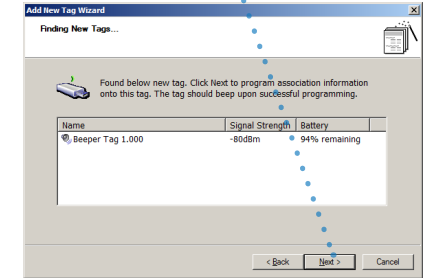 Add New Tag Wizard
Finding New Tags...
Found below new tag. Click Next to program association information
onto this tag. The tag should beep upon successful programming.
Name Signal Strength Battery
Beeper Tag 1.000 -80dBm 94% remaining
< Back Next > Cancel